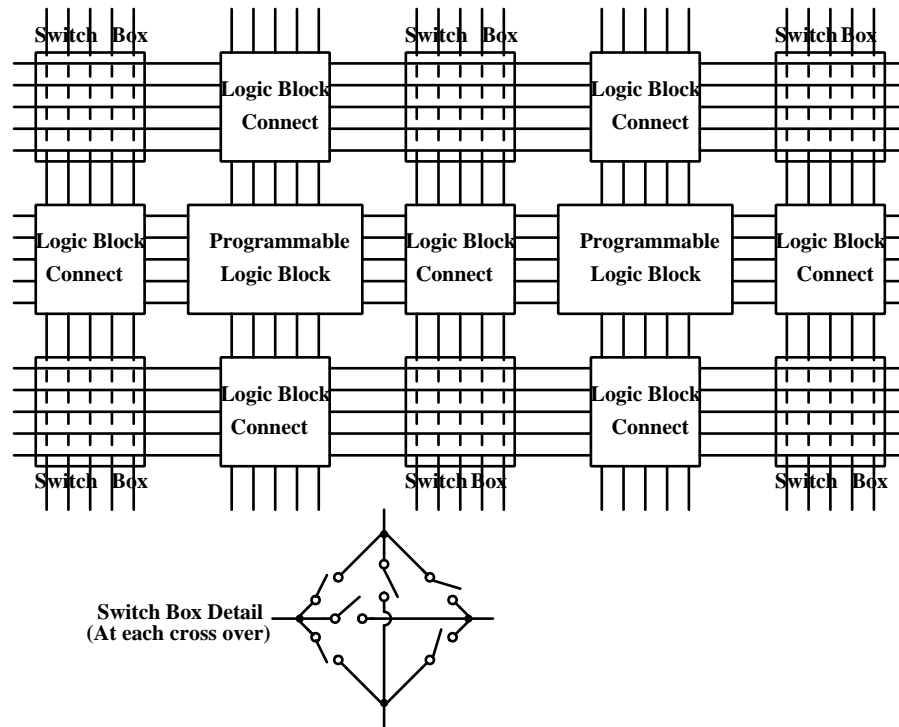 Switch Box
Switch Box
Switch Box
Logic Block
Connect
Logic Block
Connect
Logic Block
Connect
Programmable
Logic Block
Logic Block
Connect
Programmable
Logic Block
Logic Block
Connect
Logic Block
Connect
Logic Block
Connect
Switch Box
Switch Box
Switch Box
Switch Box Detail
(At each cross over)